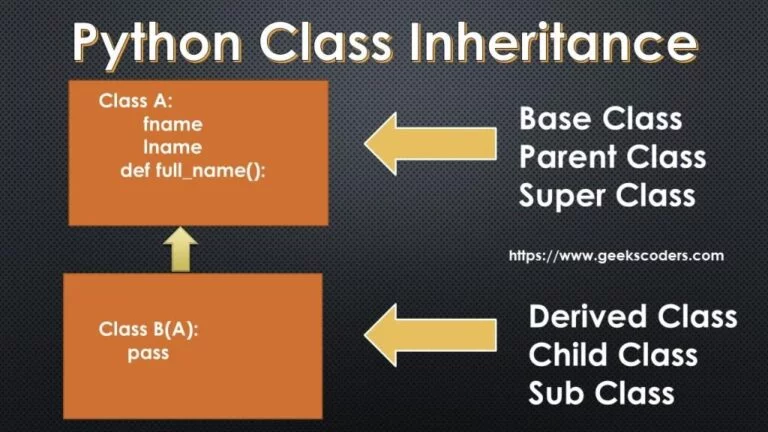 Python Class Inheritance
Class A:
fname
lname
def full_name():
Base Class
Parent Class
Super Class
https://www.geekscoders.com
Class B(A):
pass
Derived Class
Child Class
Sub Class